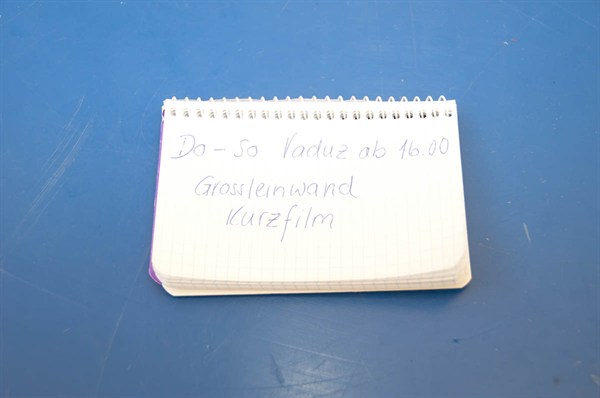 Do - So Vaduz ab 16.00
Grossleinwand
Kurzfilm